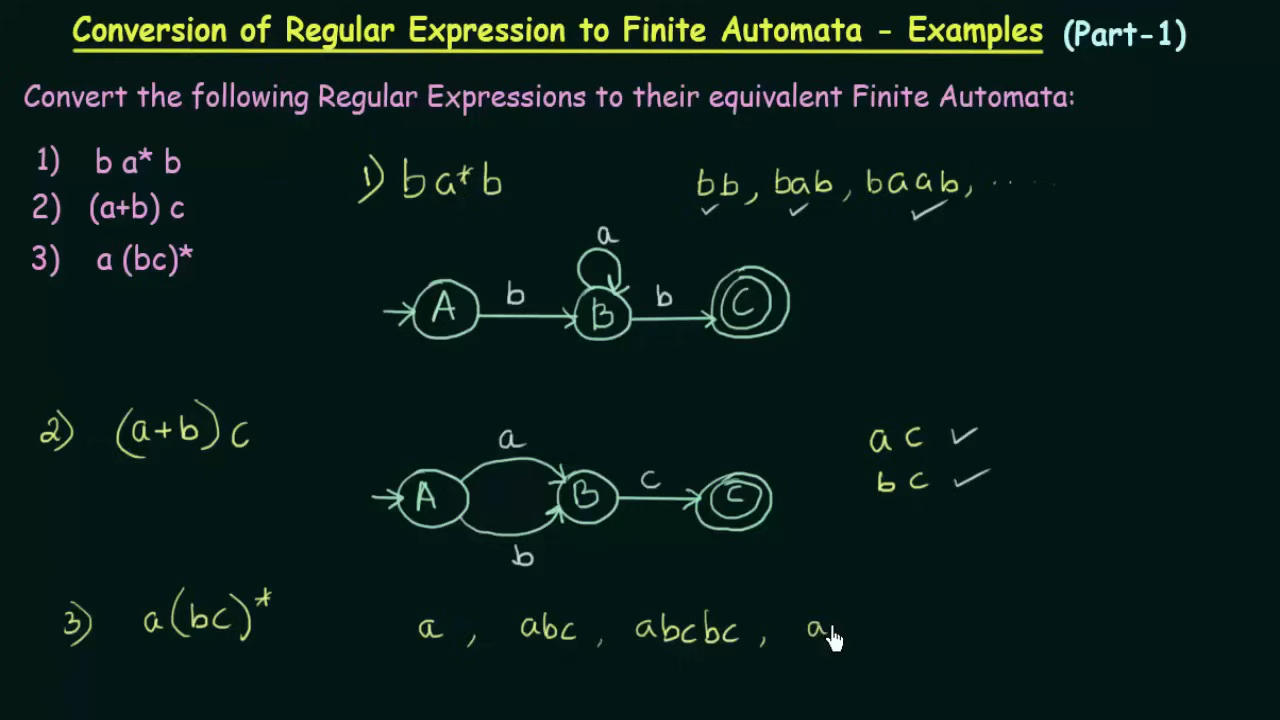 Conversion of Regular Expression to Finite Automata - Examples (Part-1)
Convert the following Regular Expressions to their equivalent Finite Automata:
1) b a* b
2) (a+b) c
3) a (bc)*
1) b a* b
bb, bab, baab, .....
a
A b B b C
2) (a+b) c
a
A B c C
b
a c ✓
b c ✓
3) a (bc)*
a, abc, abcbc, a